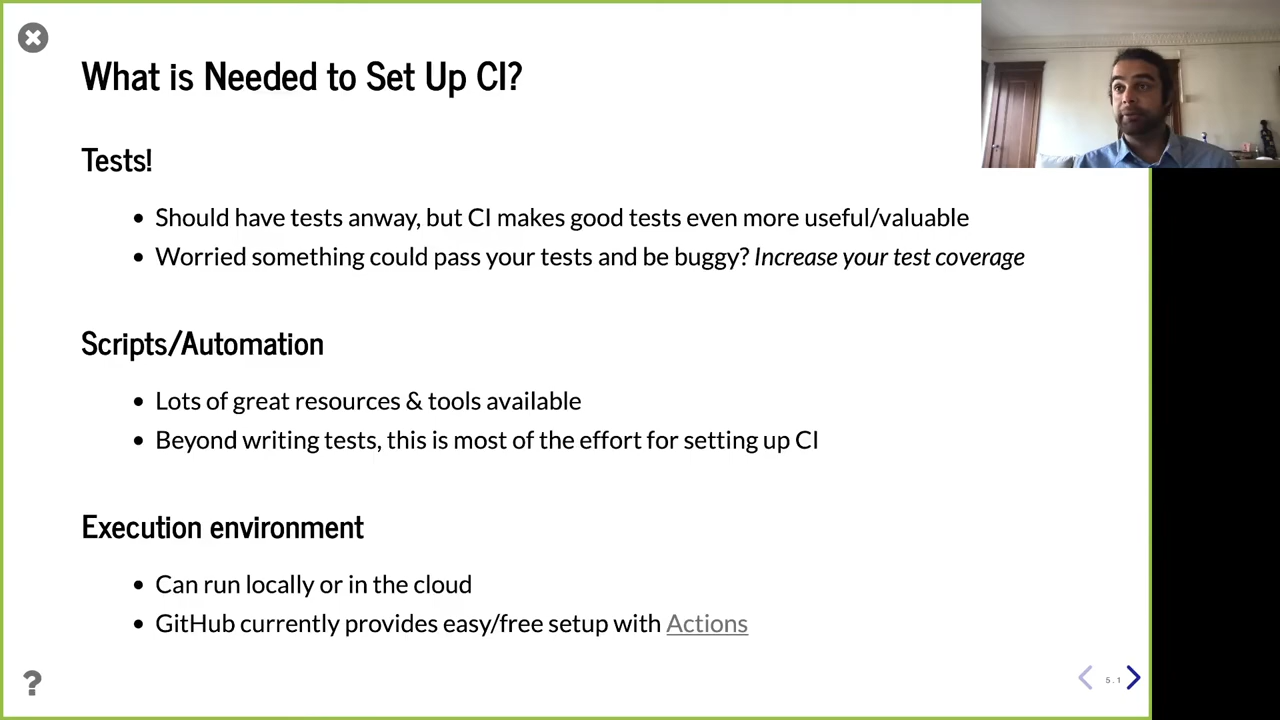 What is Needed to Set Up CI?
Tests!
Should have tests anway, but CI makes good tests even more useful/valuable
Worried something could pass your tests and be buggy? Increase your test coverage
Scripts/Automation
Lots of great resources & tools available
Beyond writing tests, this is most of the effort for setting up CI
Execution environment
Can run locally or in the cloud
GitHub currently provides easy/free setup with Actions
?
5.1